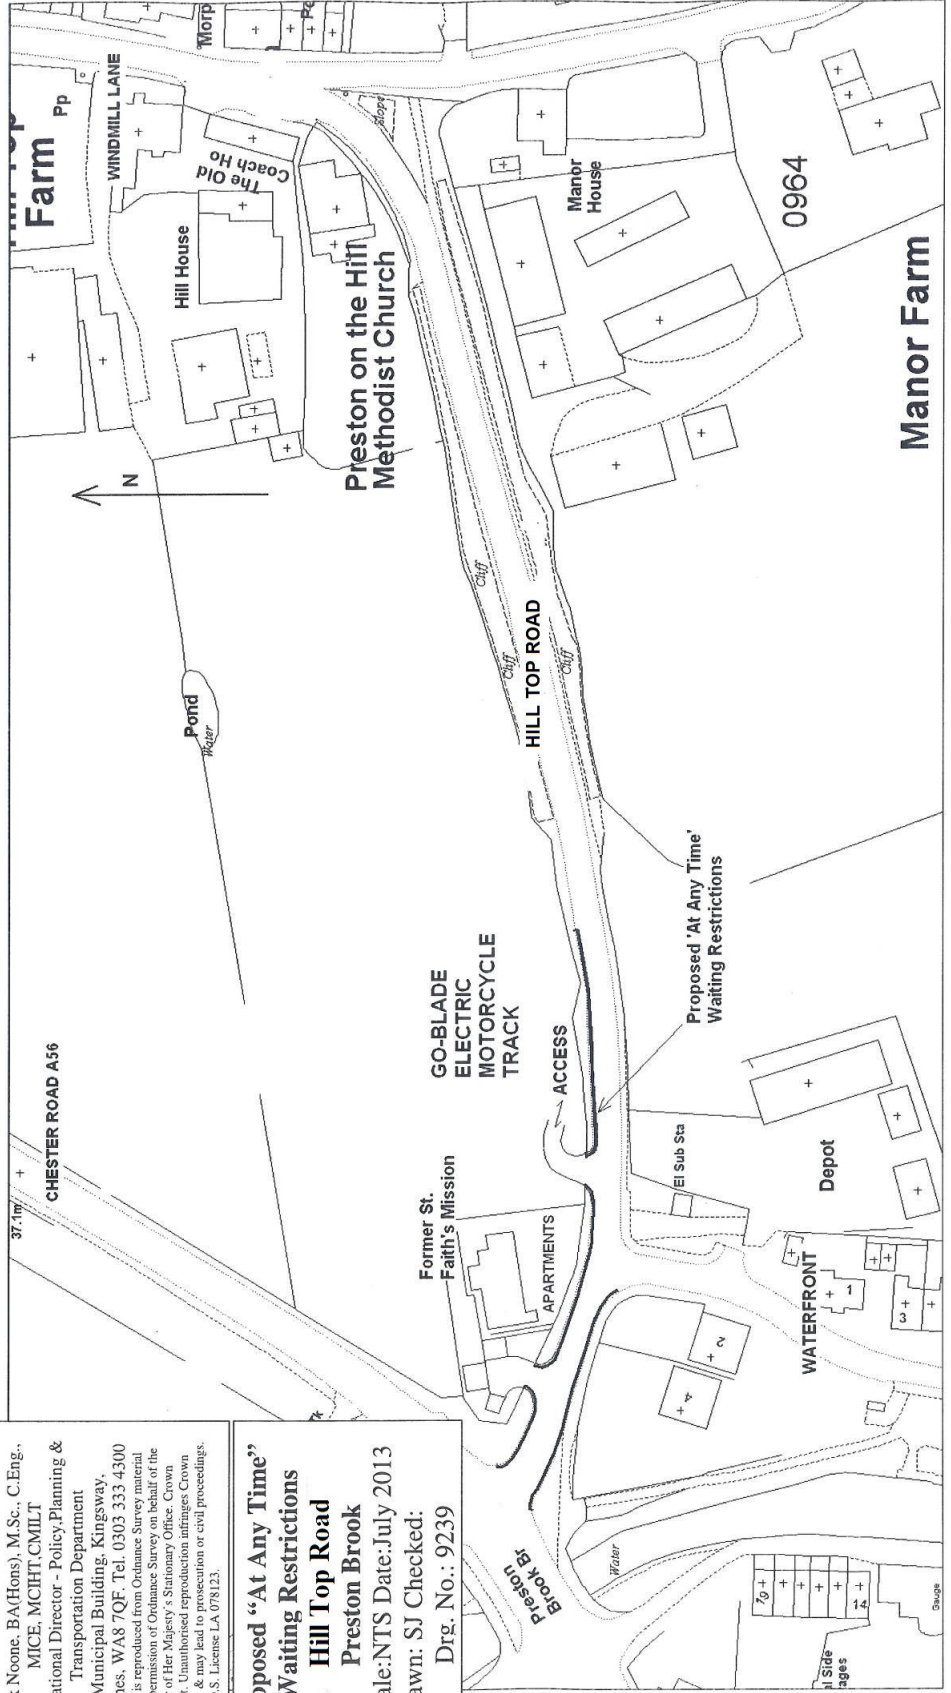 Noone, BA(Hons), M.Sc., C.Eng.,
MICE, MCIHT,CMILT
ational Director - Policy,Planning &
Transportation Department
Municipal Building, Kingsway,
nes, WA8 7QF. Tel. 0303 333 4300
is reproduced from Ordnance Survey material
ermission of Ordnance Survey on behalf of the
of Her Majesty's Stationary Office. Crown
t. Unauthorised reproduction infringes Crown
& may lead to prosecution or civil proceedings.
.S. License LA 078123.
posed “At Any Time”
Waiting Restrictions
Hill Top Road
Preston Brook
ale:NTS Date:July 2013
awn: SJ Checked:
Drg. No.: 9239
37.1m
CHESTER ROAD A56
Tk
Former St.
Faith's Mission
APARTMENTS
GO-BLADE
ELECTRIC
MOTORCYCLE
TRACK
ACCESS
Pond
Water
N
Farm
Pp
WINDMILL LANE
Hill House
The Old
Coach Ho
Morp
Pe
Preston on the Hill
Methodist Church
Slope
Cliff
Cliff
Cliff
HILL TOP ROAD
Manor
House
0964
Manor Farm
Proposed 'At Any Time'
Waiting Restrictions
El Sub Sta
Depot
WATERFRONT
1
3
2
4
Preston
Brook Br
Water
79
14
al Side
ages
Gauge